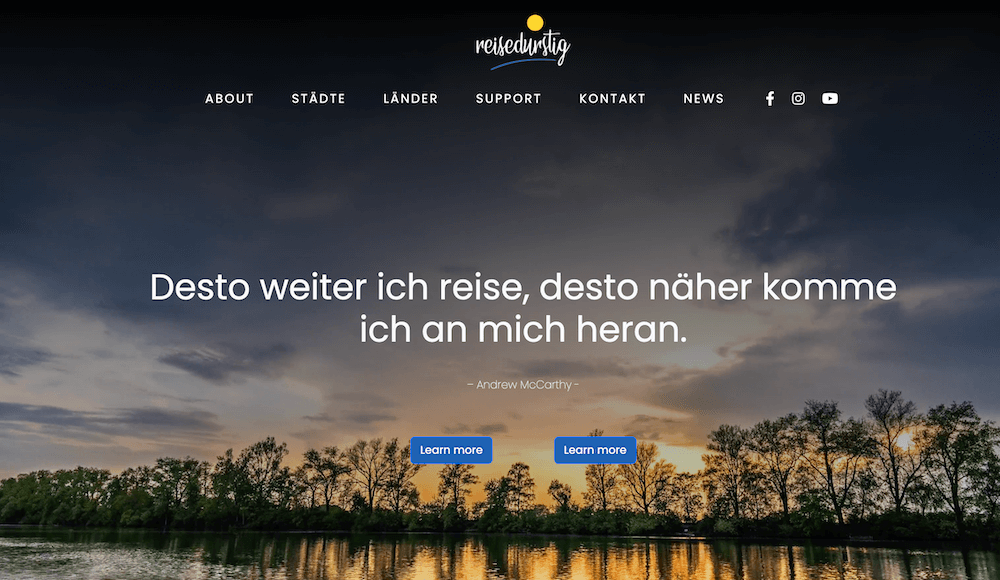 reisedurstig
ABOUT STÄDTE LÄNDER SUPPORT KONTAKT NEWS
Desto weiter ich reise, desto näher komme
ich an mich heran.
– Andrew McCarthy -
Learn more Learn more